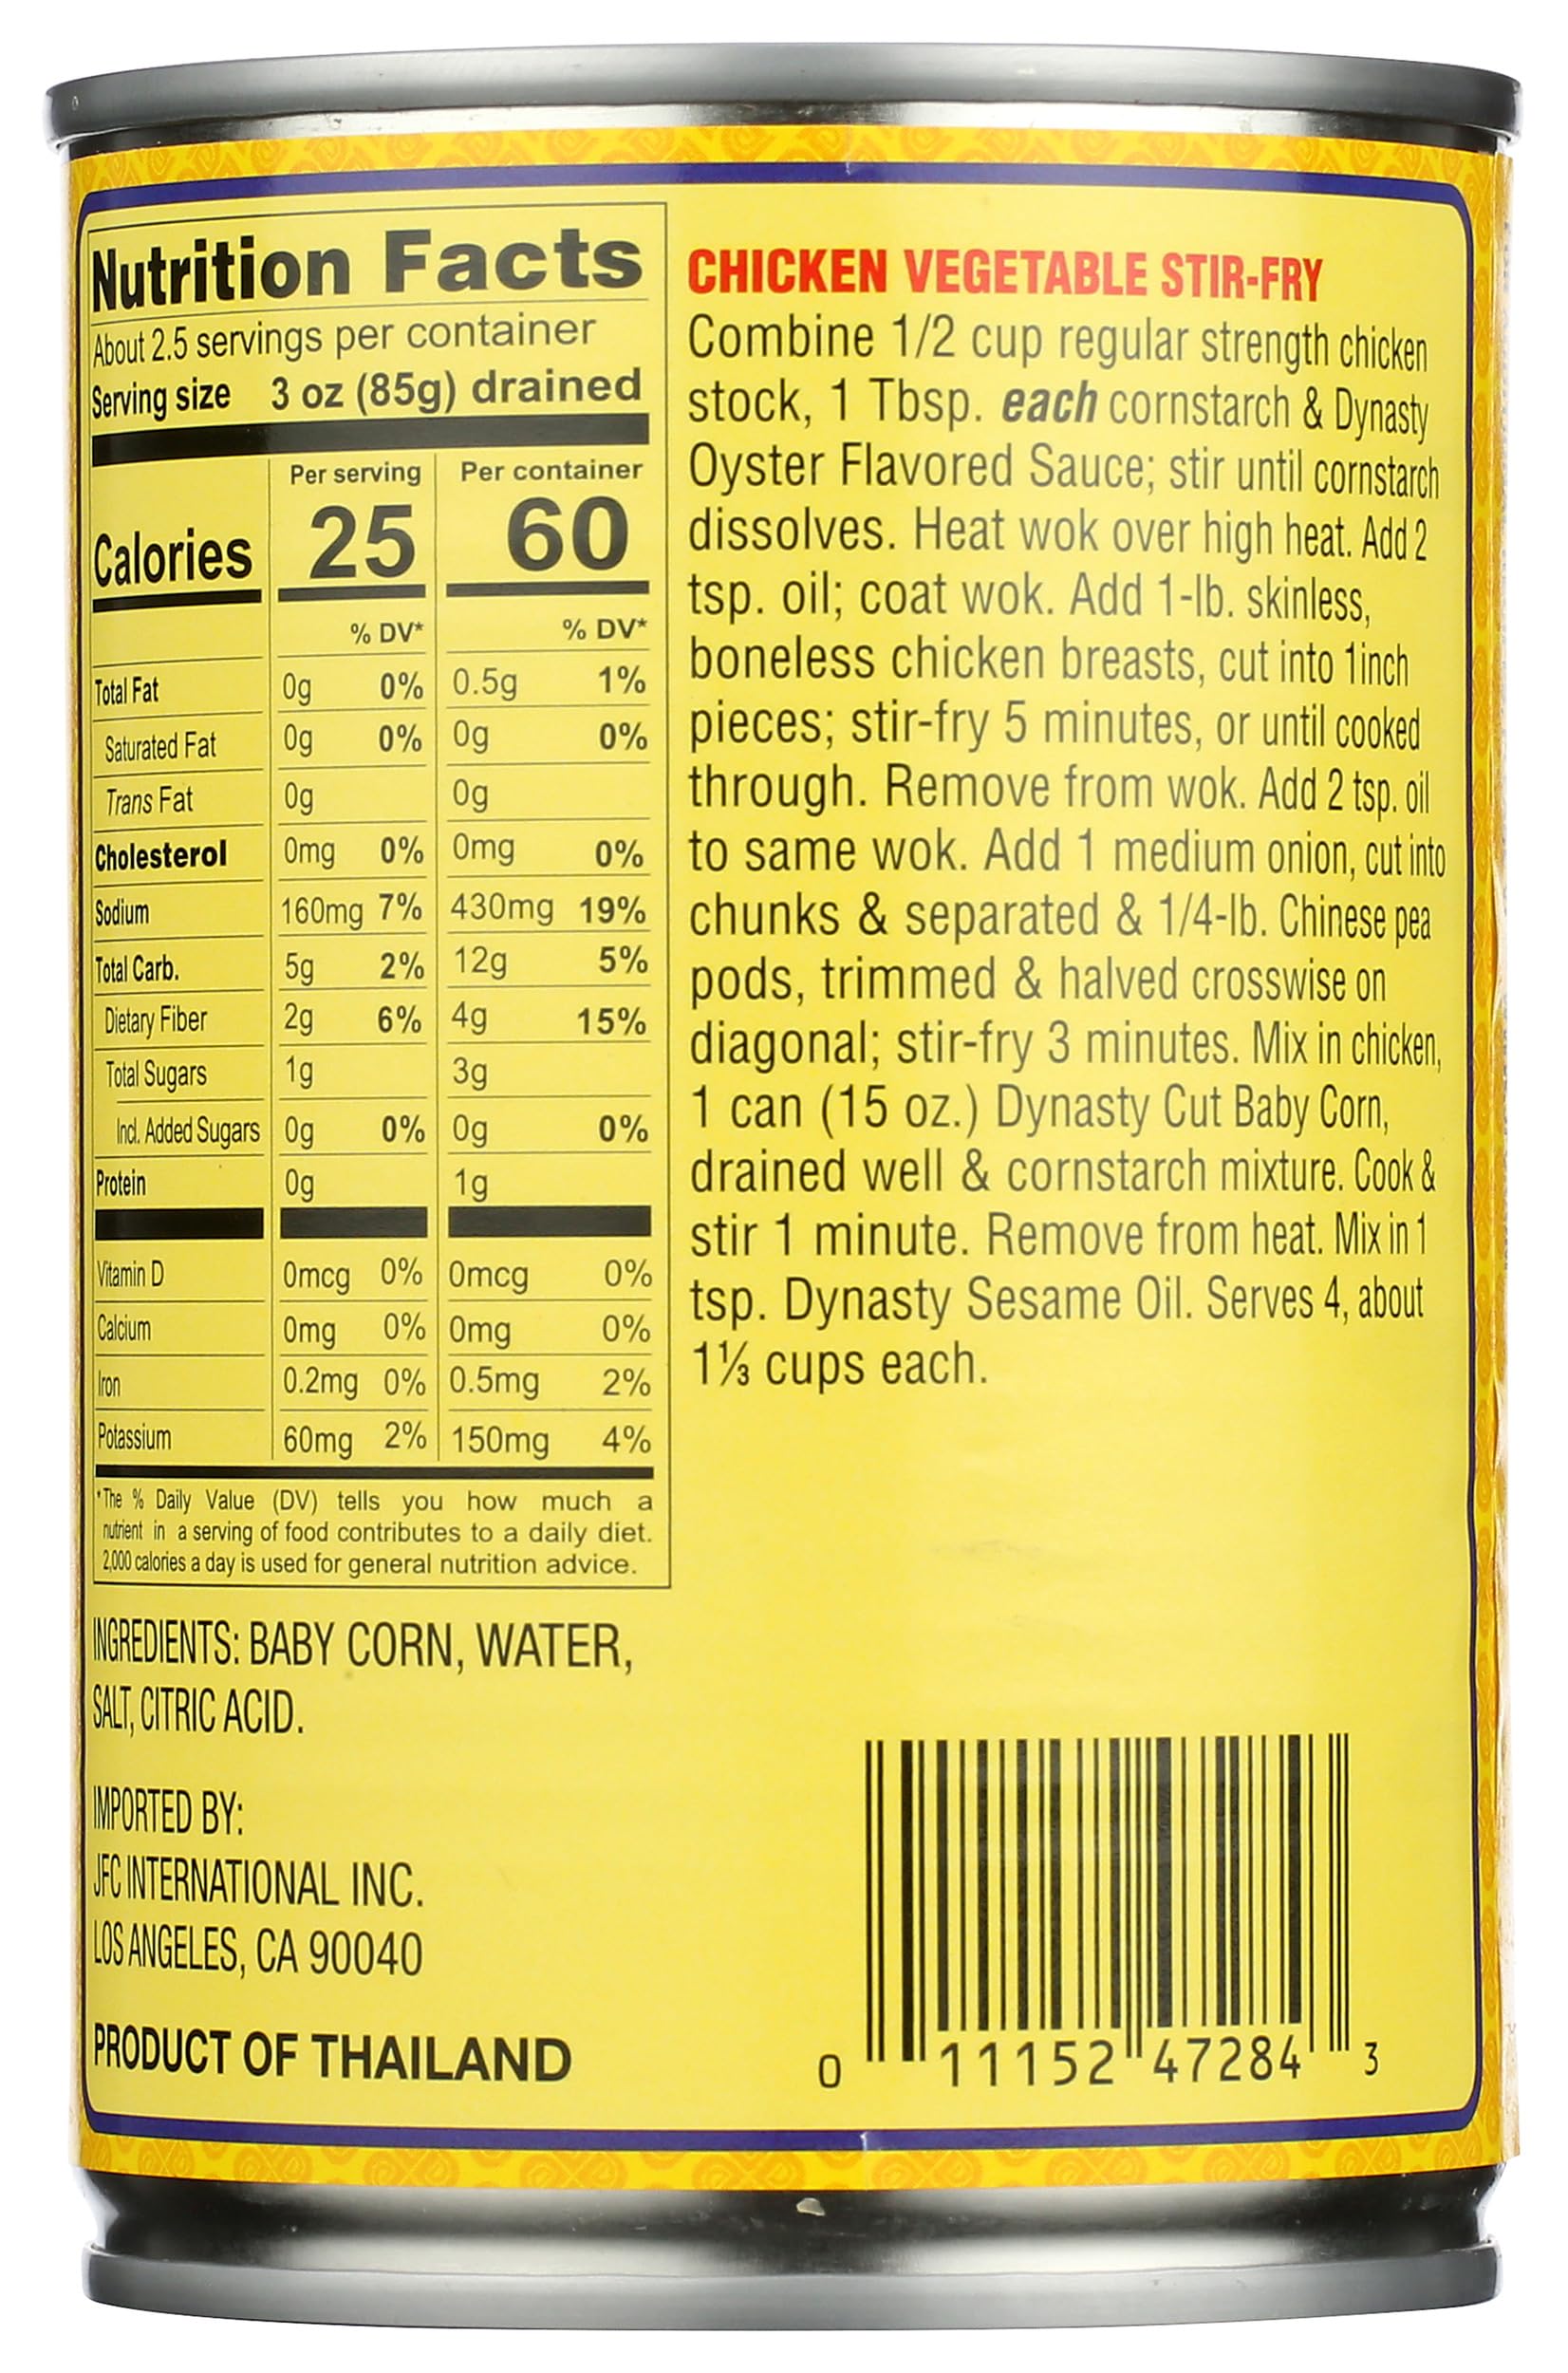 Nutrition Facts
About 2.5 servings per container
Serving size 3 oz (85g) drained
Per serving Per container
Calories 25 60
% DV* % DV*
Total Fat 0g 0% 0.5g 1%
Saturated Fat 0g 0% 0g 0%
Trans Fat 0g 0g
Cholesterol 0mg 0% 0mg 0%
Sodium 160mg 7% 430mg 19%
Total Carb. 5g 2% 12g 5%
Dietary Fiber 2g 6% 4g 15%
Total Sugars 1g 3g
Incl. Added Sugars 0g 0% 0g 0%
Protein 0g 1g
Vitamin D 0mcg 0% 0mcg 0%
Calcium 0mg 0% 0mg 0%
Iron 0.2mg 0% 0.5mg 2%
Potassium 60mg 2% 150mg 4%
*The % Daily Value (DV) tells you how much a
nutrient in a serving of food contributes to a daily diet.
2,000 calories a day is used for general nutrition advice.
INGREDIENTS: BABY CORN, WATER,
SALT, CITRIC ACID.
IMPORTED BY:
JFC INTERNATIONAL INC.
LOS ANGELES, CA 90040
PRODUCT OF THAILAND
CHICKEN VEGETABLE STIR-FRY
Combine 1/2 cup regular strength chicken
stock, 1 Tbsp. each cornstarch & Dynasty
Oyster Flavored Sauce; stir until cornstarch
dissolves. Heat wok over high heat. Add 2
tsp. oil; coat wok. Add 1-lb. skinless,
boneless chicken breasts, cut into 1inch
pieces; stir-fry 5 minutes, or until cooked
through. Remove from wok. Add 2 tsp. oil
to same wok. Add 1 medium onion, cut into
chunks & separated & 1/4-lb. Chinese pea
pods, trimmed & halved crosswise on
diagonal; stir-fry 3 minutes. Mix in chicken,
1 can (15 oz.) Dynasty Cut Baby Corn,
drained well & cornstarch mixture. Cook &
stir 1 minute. Remove from heat. Mix in 1
tsp. Dynasty Sesame Oil. Serves 4, about
1⅓ cups each.
0 11152 47284 3